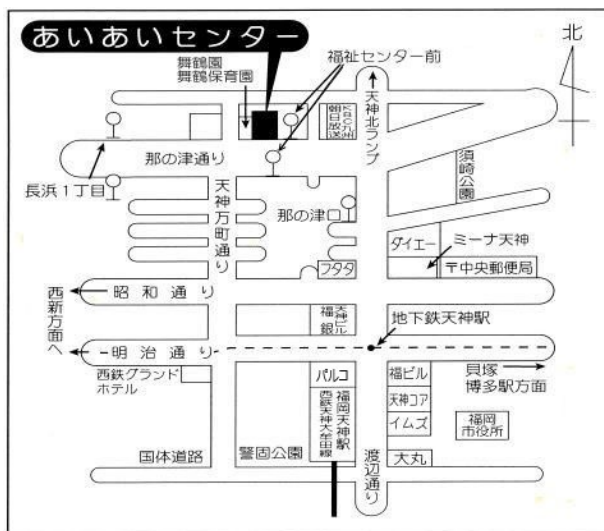 あいあいセンター
北
舞鶴園
舞鶴保育園
福祉センター前
KBC九州
朝日放送
天神北ランプ
那の津通り
長浜1丁目
須崎公園
天神万町通り
那の津口
ダイエー
ミーナ天神
フタタ
〒中央郵便局
昭和通り
西新方面へ
天神ビル
福銀
地下鉄天神駅
明治通り
西鉄グランド
ホテル
パルコ
福ビル
貝塚
博多駅方面
天神コア
福岡天神駅
西鉄天神大牟田線
イムズ
福岡
市役所
国体道路
警固公園
渡辺通り
大丸